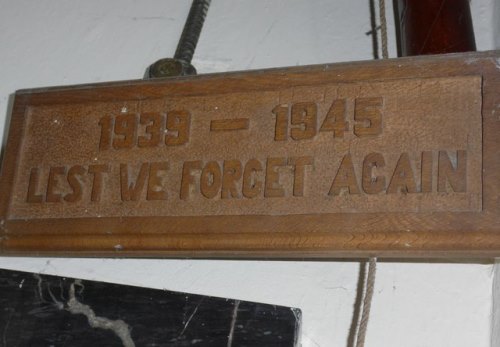 1939 — 1945
LEST WE FORGET AGAIN